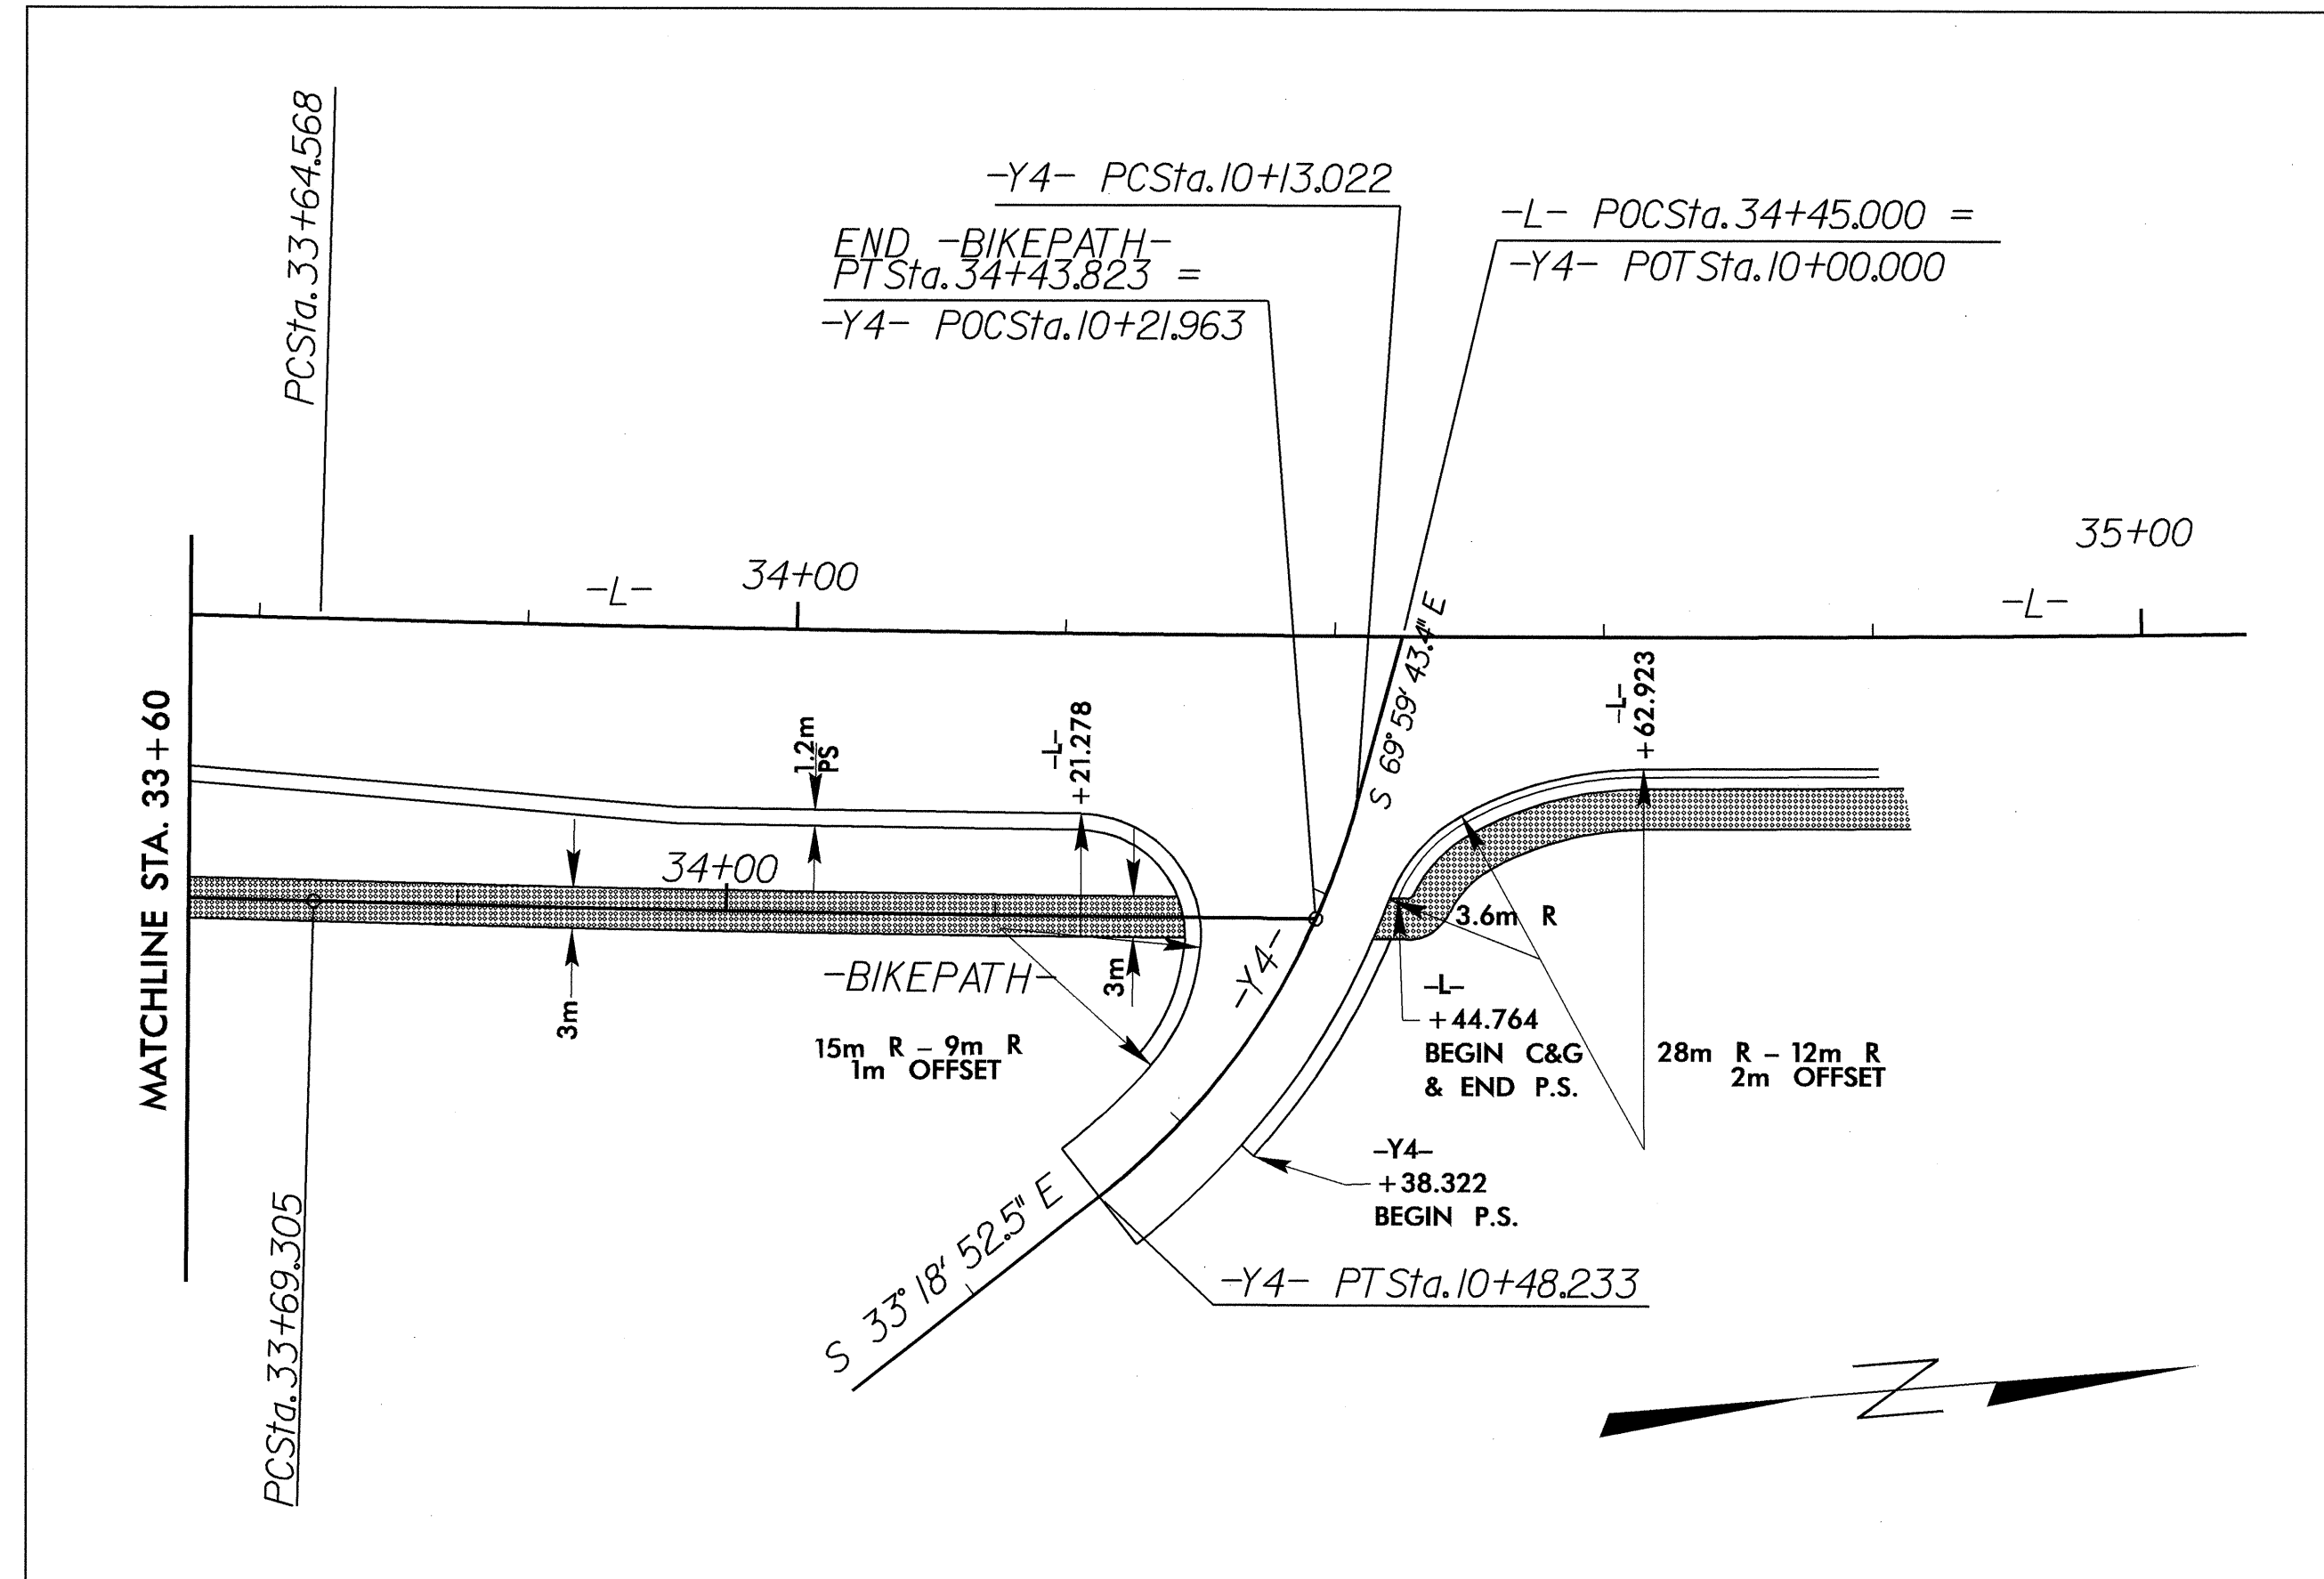 PCSta.33+64.568
-Y4- PCSta.10+13.022
END -BIKEPATH-
PTSta.34+43.823 =
-Y4- POCSta.10+21.963
-L- POCSta.34+45.000 =
-Y4- POTSta.10+00.000
-L-
34+00
35+00
-L-
S 69° 59' 43.4" E
MATCHLINE STA. 33+60
1.2m
PS
-L-
+21.278
-L-
+62.923
34+00
3m
-BIKEPATH-
3m
15m R - 9m R
1m OFFSET
-Y4-
3.6m R
-L-
+44.764
BEGIN C&G
& END P.S.
28m R - 12m R
2m OFFSET
-Y4-
+38.322
BEGIN P.S.
S 33° 18' 52.5" E
-Y4- PTSta.10+48.233
PCSta.33+69.305
Z